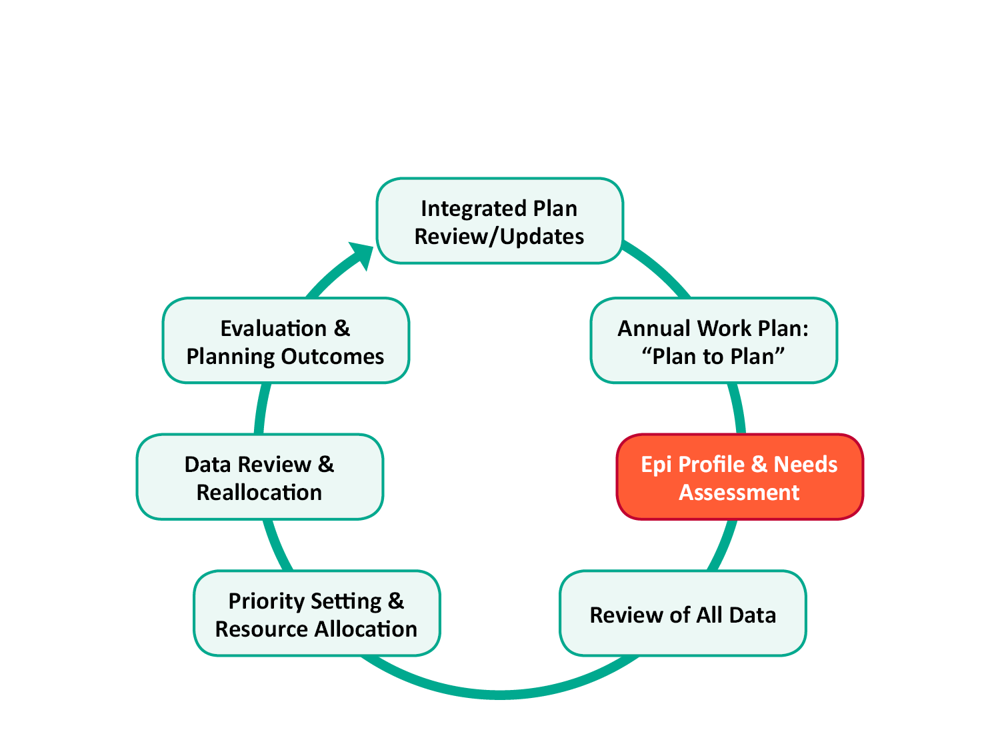 Integrated Plan
Review/Updates
Annual Work Plan:
“Plan to Plan”
Epi Profile & Needs
Assessment
Review of All Data
Priority Setting &
Resource Allocation
Data Review &
Reallocation
Evaluation &
Planning Outcomes